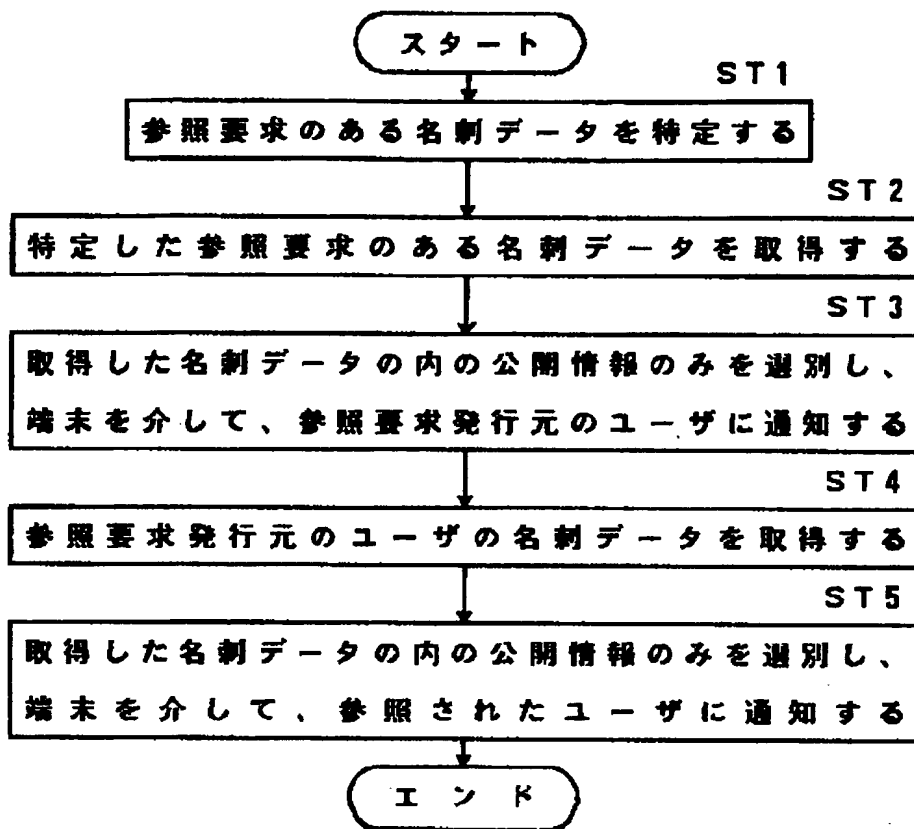 スタート
ST1
参照要求のある名刺データを特定する
ST2
特定した参照要求のある名刺データを取得する
ST3
取得した名刺データの内の公開情報のみを選別し、
端末を介して、参照要求発行元のユーザに通知する
ST4
参照要求発行元のユーザの名刺データを取得する
ST5
取得した名刺データの内の公開情報のみを選別し、
端末を介して、参照されたユーザに通知する
エンド